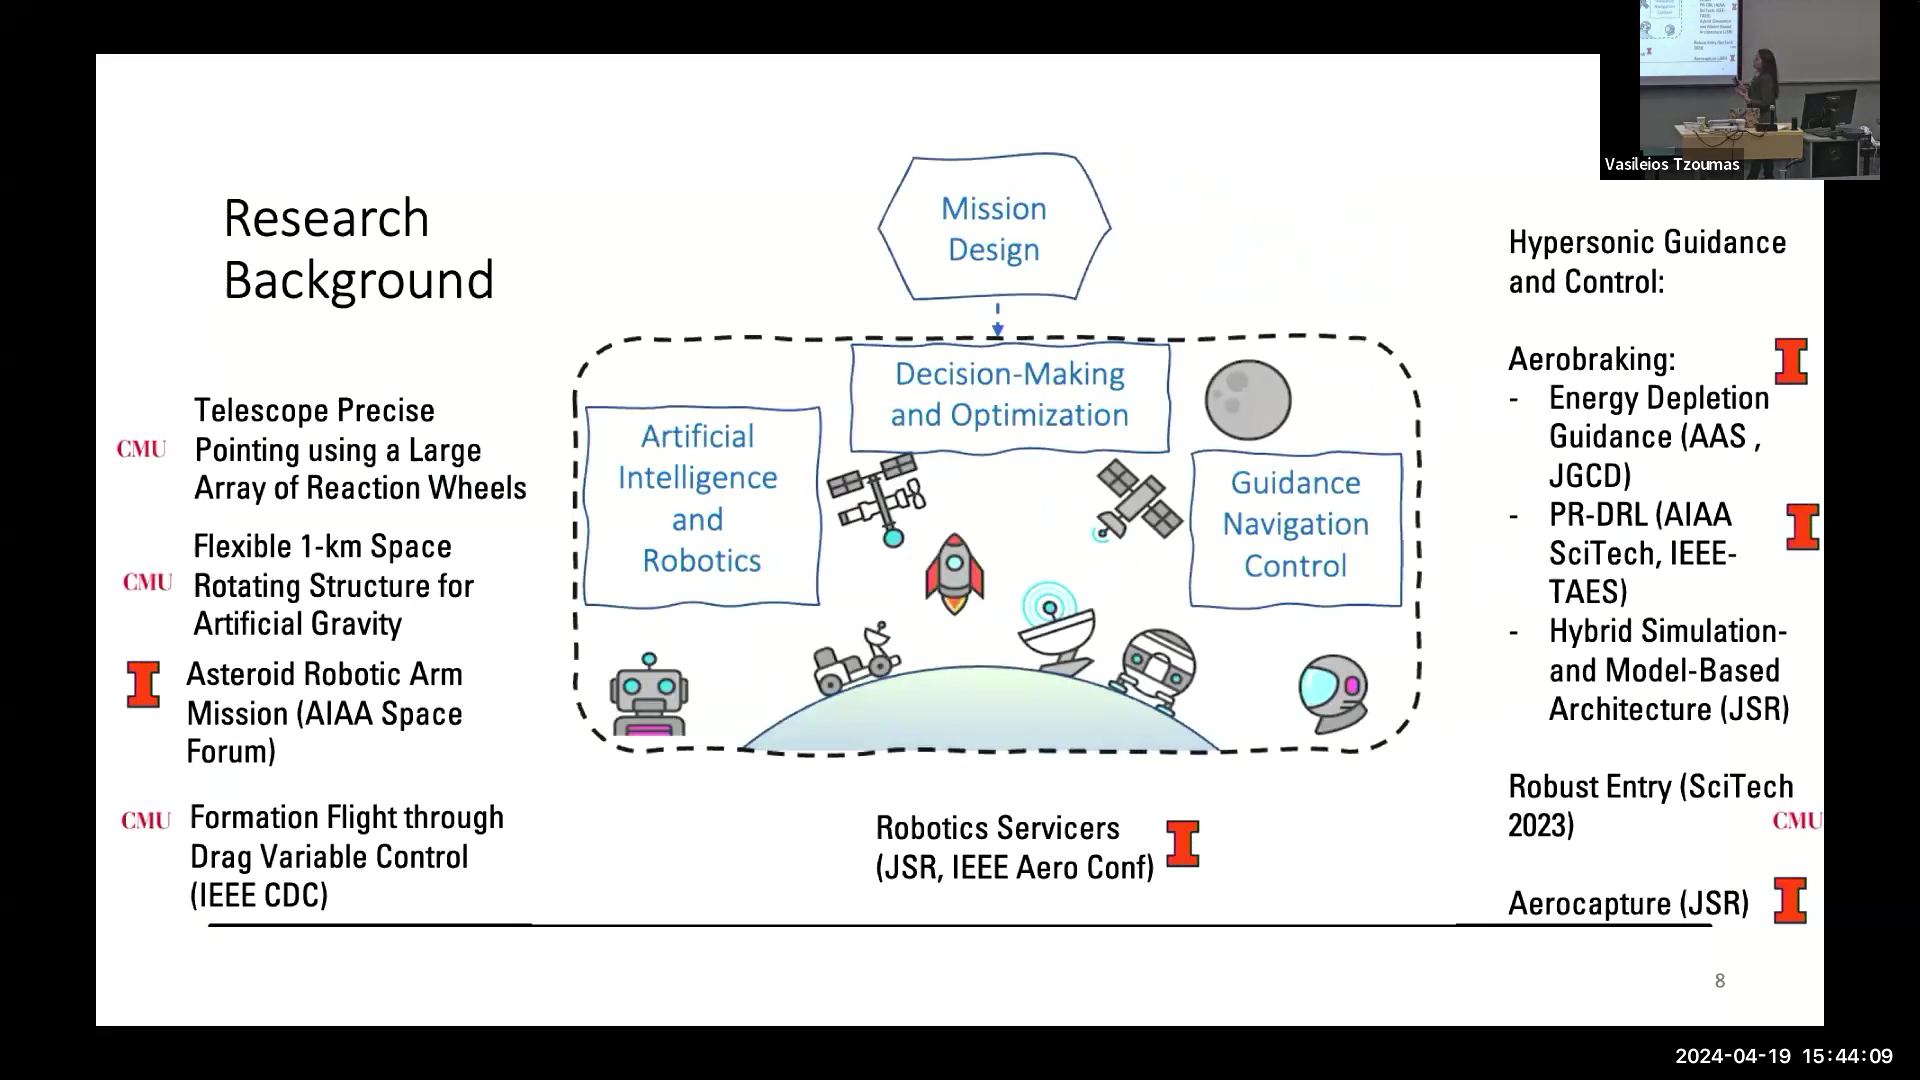 Research
Background
Telescope Precise
CMU
Pointing using a Large
Array of Reaction Wheels
Flexible 1-km Space
CMU
Rotating Structure for
Artificial Gravity
Asteroid Robotic Arm
Mission (AIAA Space
Forum)
CMU
Formation Flight through
Drag Variable Control
(IEEE CDC)
Mission
Design
Decision-Making
and Optimization
Artificial
Intelligence
and
Robotics
Guidance
Navigation
Control
Robotics Servicers
(JSR, IEEE Aero Conf)
Hypersonic Guidance
and Control:
Aerobraking:
- Energy Depletion
Guidance (AAS ,
JGCD)
- PR-DRL (AIAA
SciTech, IEEE-
TAES)
- Hybrid Simulation-
and Model-Based
Architecture (JSR)
Robust Entry (SciTech
2023)
CMU
Aerocapture (JSR)
8
Vasileios Tzoumas
2024-04-19 15:44:09